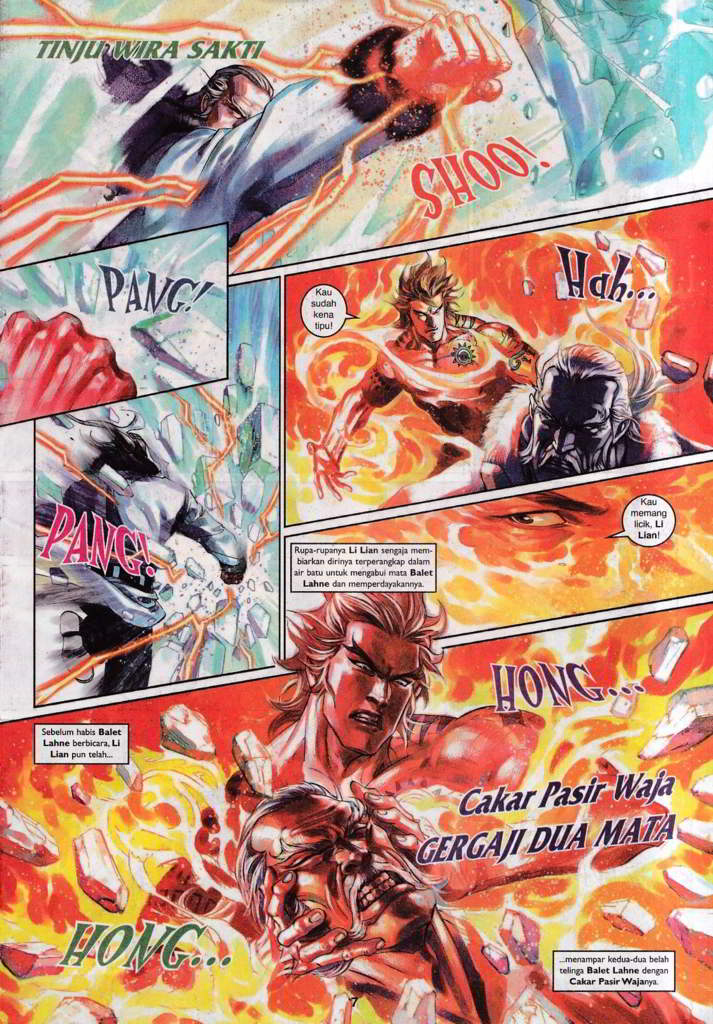 TINJU WIRA SAKTI
SHOO!
PANG!
PANG!
Kau
sudah
kena
tipu!
Hah...
Rupa-rupanya Li Lian sengaja mem-
biarkan dirinya terperangkap dalam
air batu untuk mengabui mata Balet
Lahne dan memperdayakannya.
Kau
memang
licik, Li
Lian!
Sebelum habis Balet
Lahne berbicara, Li
Lian pun telah...
HONG...
Cakar Pasir Waja
GERGAJI DUA MATA
HONG...
...menampar kedua-dua belah
telinga Balet Lahne dengan
Cakar Pasir Wajanya.
7